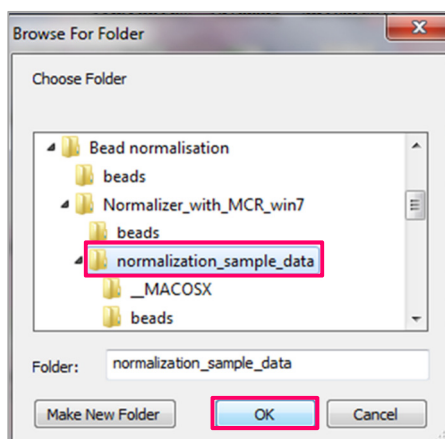 Browse For Folder
Choose Folder
Bead normalisation
beads
Normalizer_with_MCR_win7
beads
normalization_sample_data
__MACOSX
beads
Folder: normalization_sample_data
Make New Folder OK Cancel